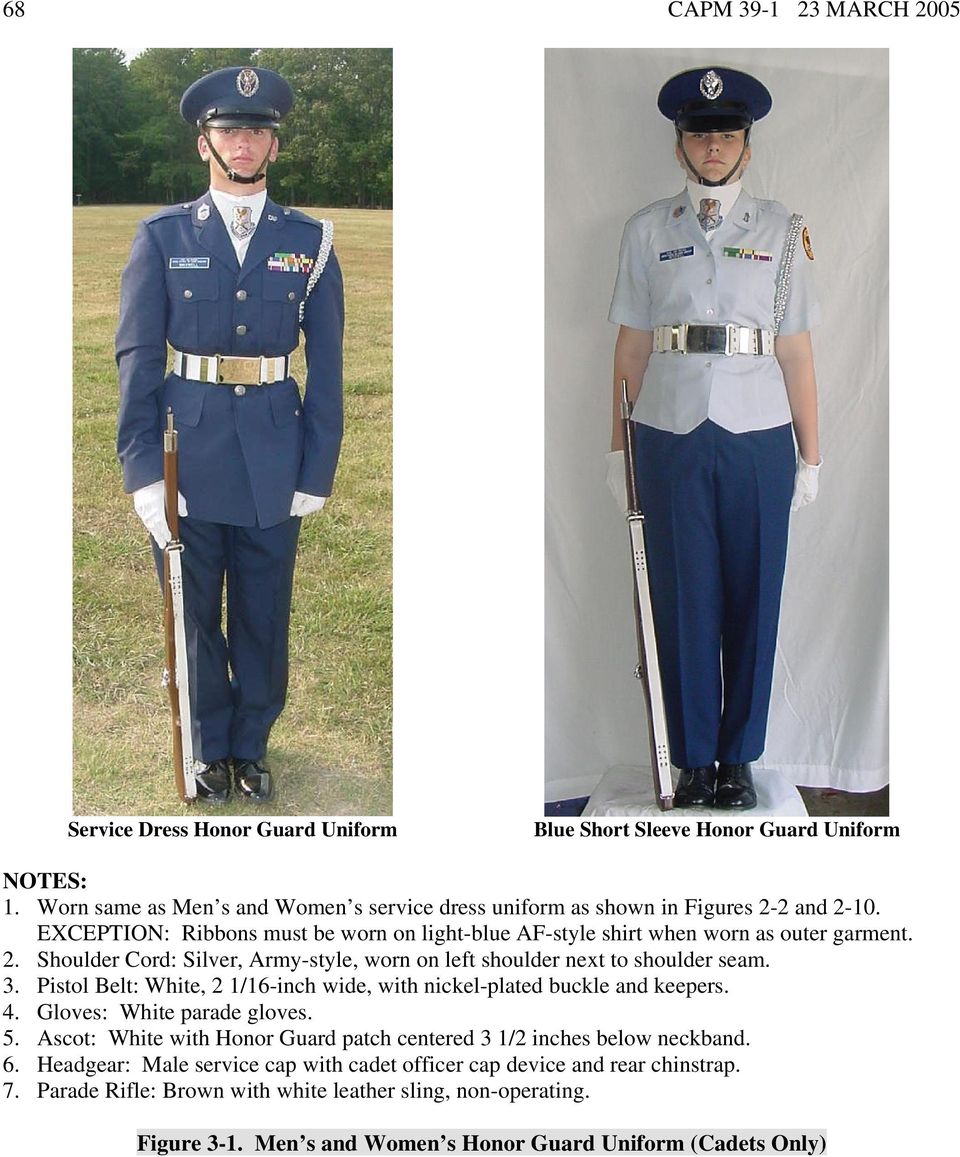 68 CAPM 39-1 23 MARCH 2005
Service Dress Honor Guard Uniform Blue Short Sleeve Honor Guard Uniform
NOTES:
1. Worn same as Men s and Women s service dress uniform as shown in Figures 2-2 and 2-10.
EXCEPTION: Ribbons must be worn on light-blue AF-style shirt when worn as outer garment.
2. Shoulder Cord: Silver, Army-style, worn on left shoulder next to shoulder seam.
3. Pistol Belt: White, 2 1/16-inch wide, with nickel-plated buckle and keepers.
4. Gloves: White parade gloves.
5. Ascot: White with Honor Guard patch centered 3 1/2 inches below neckband.
6. Headgear: Male service cap with cadet officer cap device and rear chinstrap.
7. Parade Rifle: Brown with white leather sling, non-operating.
Figure 3-1. Men s and Women s Honor Guard Uniform (Cadets Only)